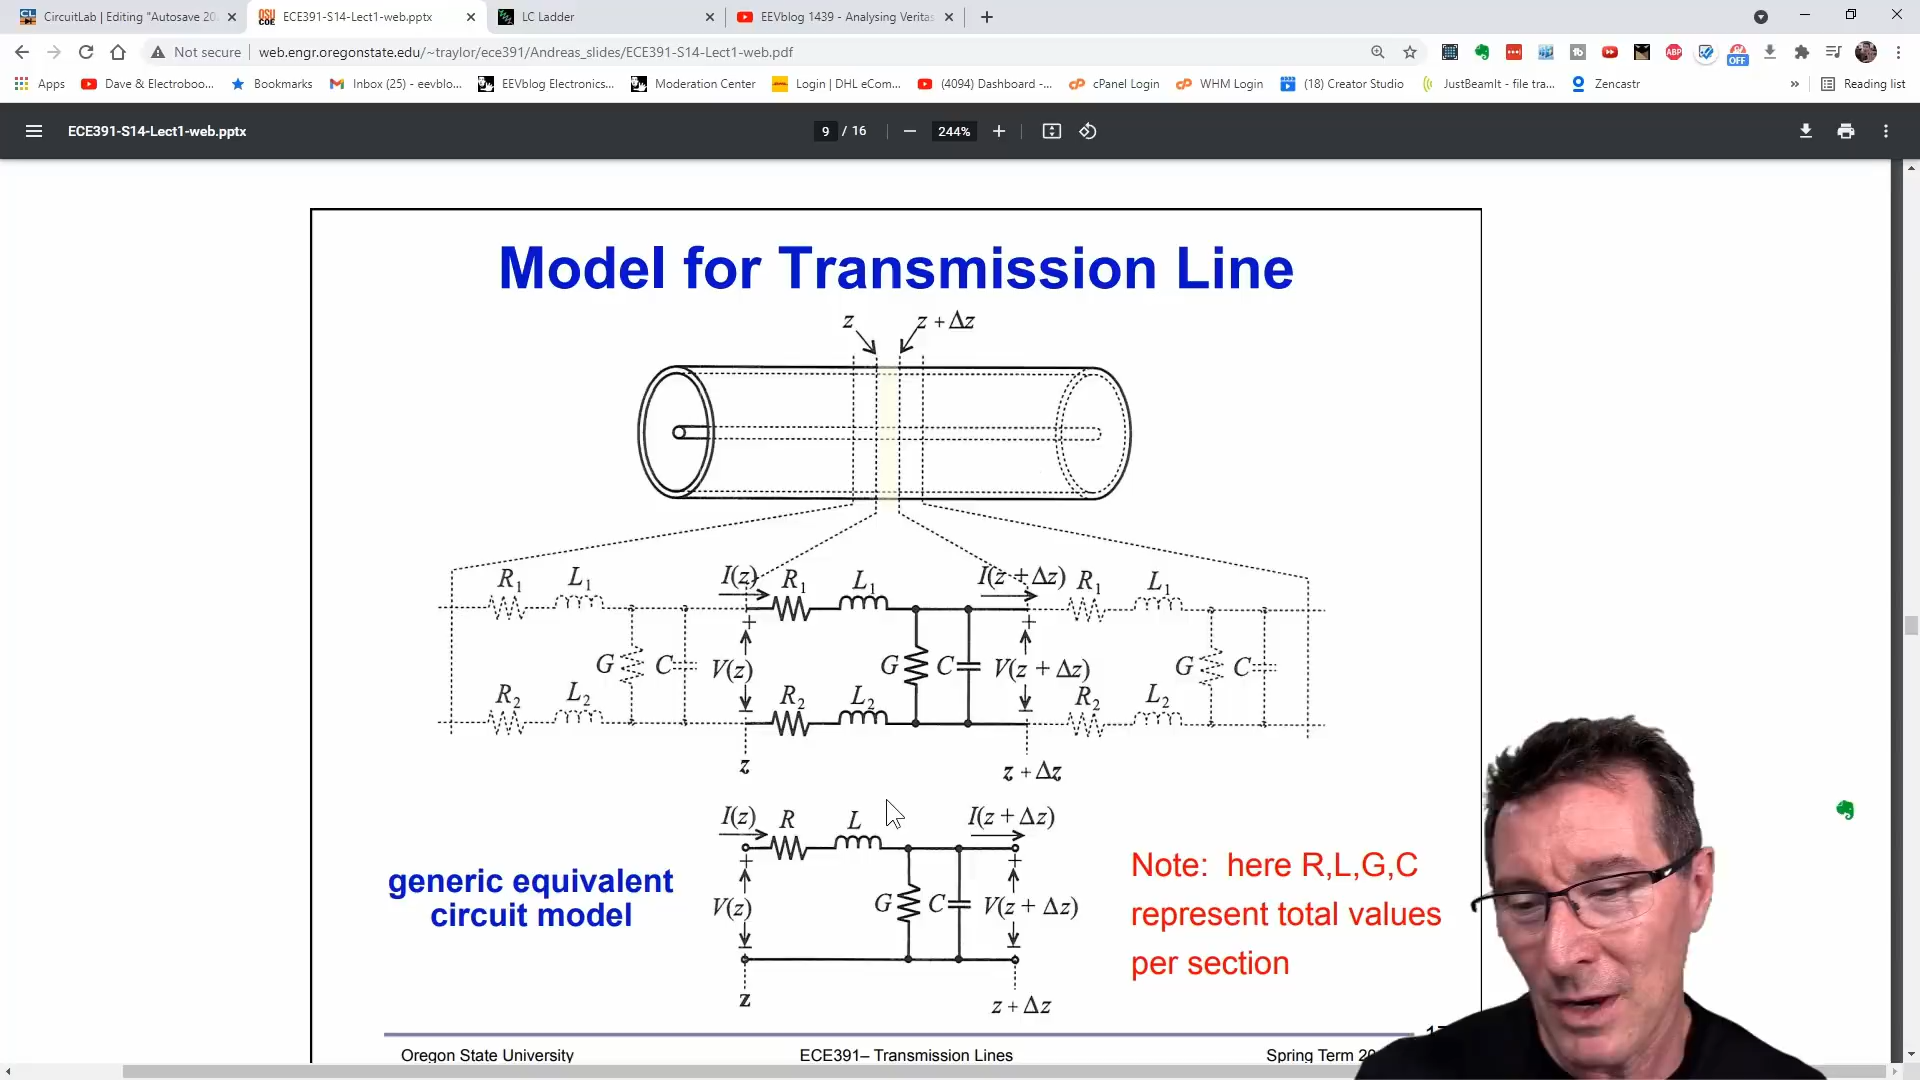 CircuitLab | Editing "Autosave 20
ECE391-S14-Lect1-web.pdf
LC Ladder
EEVblog 1439 - Analysing Veritas
Not secure
web.engr.oregonstate.edu/~traylor/ece391/Andreas_slides/ECE391-S14-Lect1-web.pdf
ABP
OFF
Apps
Dave & Electroboo...
Bookmarks
Inbox (25) - eevblo...
EEVblog Electronics...
Moderation Center
Login | DHL eCom...
(4094) Dashboard -...
cPanel Login
WHM Login
(18) Creator Studio
JustBeamIt - file tra...
Zencastr
»
Reading list
ECE391-S14-Lect1-web.pptx
9 / 16
244%
Model for Transmission Line
z z + Δz
R1 L1 I(z) R1 L1 I(z + Δz) R1 L1
+ +
G C V(z) G C V(z + Δz) G C
R2 L2 R2 L2 R2 L2
z z + Δz
I(z) R L I(z + Δz)
+ +
generic equivalent
circuit model
V(z) G C V(z + Δz)
z z + Δz
Note: here R,L,G,C
represent total values
per section
Oregon State University
ECE391– Transmission Lines
Spring Term